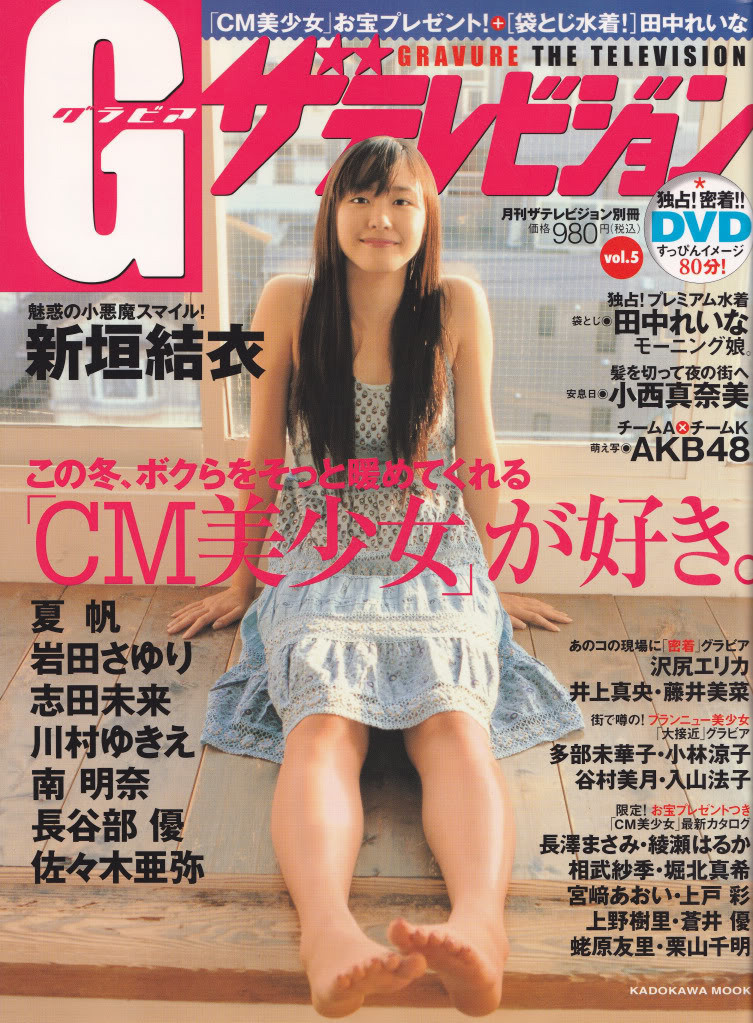 「CM美少女」お宝プレゼント!+[袋とじ水着!]田中れいな
GRAVURE THE TELEVISION
G
グラビア
ザテレビジョン
月刊ザテレビジョン別冊
価格980円(税込)
vol.5
*
独占!密着!!
DVD
すっぴんイメージ
80分!
魅惑の小悪魔スマイル!
新垣結衣
独占!プレミアム水着
袋とじ◉田中れいな
モーニング娘。
髪を切って夜の街へ
安息日◉小西真奈美
チームA×チームK
萌え写◉AKB48
この冬、ボクらをそっと暖めてくれる
「CM美少女」が好き。
夏 帆
岩田さゆり
志田未来
川村ゆきえ
南 明奈
長谷部 優
佐々木亜弥
あのコの現場に「密着」グラビア
沢尻エリカ
井上真央・藤井美菜
街で噂の!ブランニュー美少女
「大接近」グラビア
多部未華子・小林涼子
谷村美月・入山法子
限定!お宝プレゼントつき
「CM美少女」最新カタログ
長澤まさみ・綾瀬はるか
相武紗季・堀北真希
宮﨑あおい・上戸 彩
上野樹里・蒼井 優
蛯原友里・栗山千明
KADOKAWA MOOK